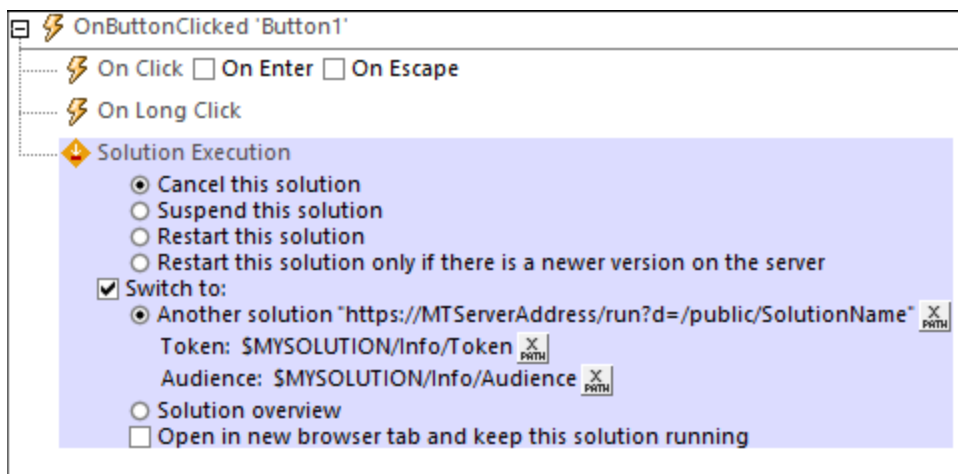 OnButtonClicked 'Button1'
On Click On Enter On Escape
On Long Click
Solution Execution
Cancel this solution
Suspend this solution
Restart this solution
Restart this solution only if there is a newer version on the server
Switch to:
Another solution "https://MTServerAddress/run?d=/public/SolutionName" X PATH
Token: $MYSOLUTION/Info/Token X PATH
Audience: $MYSOLUTION/Info/Audience X PATH
Solution overview
Open in new browser tab and keep this solution running